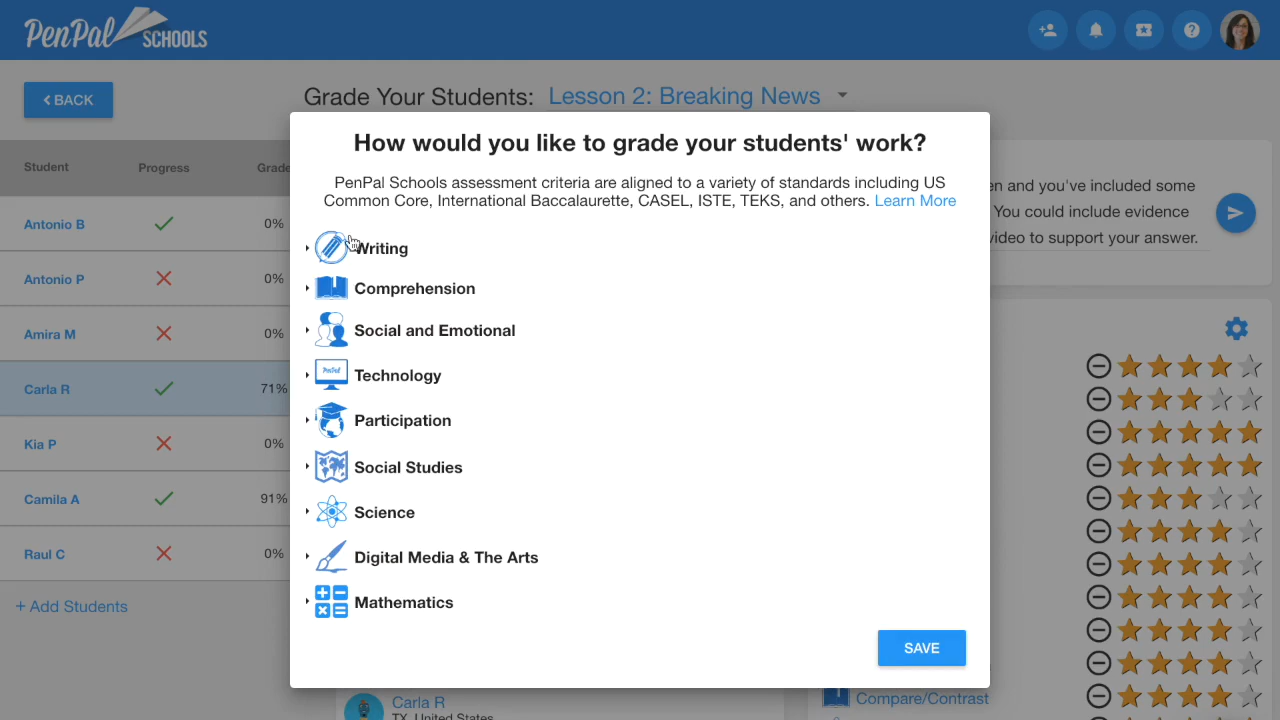 PenPal SCHOOLS
BACK
Grade Your Students: Lesson 2: Breaking News
Student Progress Grade
Antonio B 0%
Antonio P 0%
Amira M 0%
Carla R 71%
Kia P 0%
Camila A 91%
Raul C 0%
+ Add Students
How would you like to grade your students' work?
PenPal Schools assessment criteria are aligned to a variety of standards including US
Common Core, International Baccalaurette, CASEL, ISTE, TEKS, and others. Learn More
Writing
Comprehension
Social and Emotional
PenPal
Technology
Participation
Social Studies
Science
Digital Media & The Arts
Mathematics
SAVE
and you've included some
You could include evidence
video to support your answer.
Carla R
TX, United States
Compare/Contrast